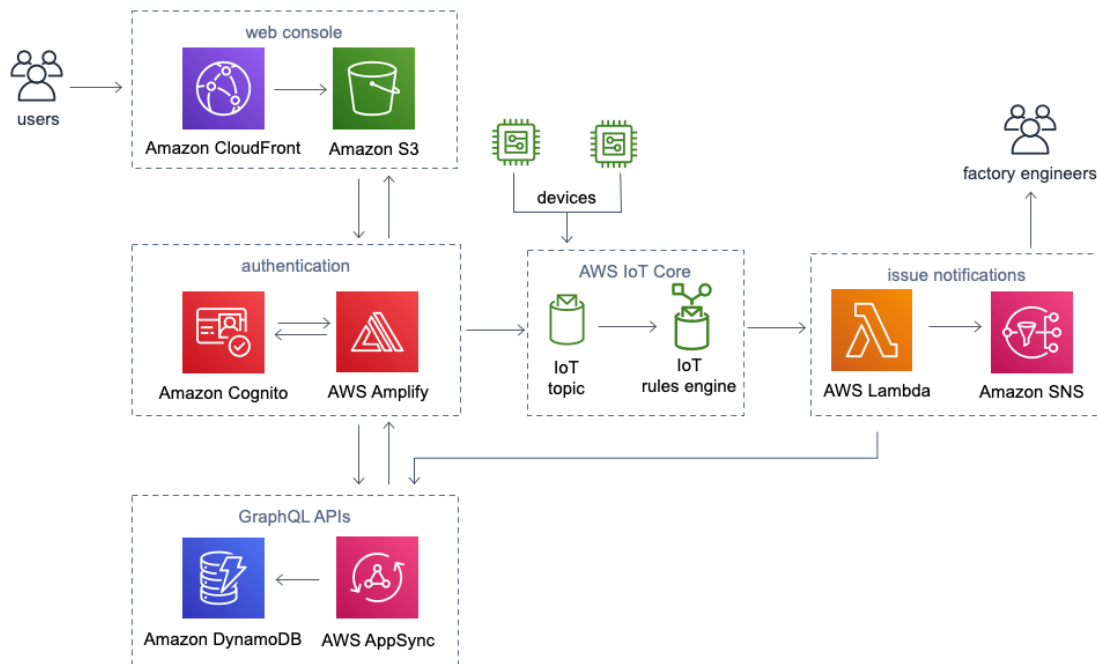 web console
users
Amazon CloudFront
Amazon S3
devices
factory engineers
authentication
Amazon Cognito
AWS Amplify
AWS IoT Core
IoT
topic
IoT
rules engine
issue notifications
AWS Lambda
Amazon SNS
GraphQL APIs
Amazon DynamoDB
AWS AppSync